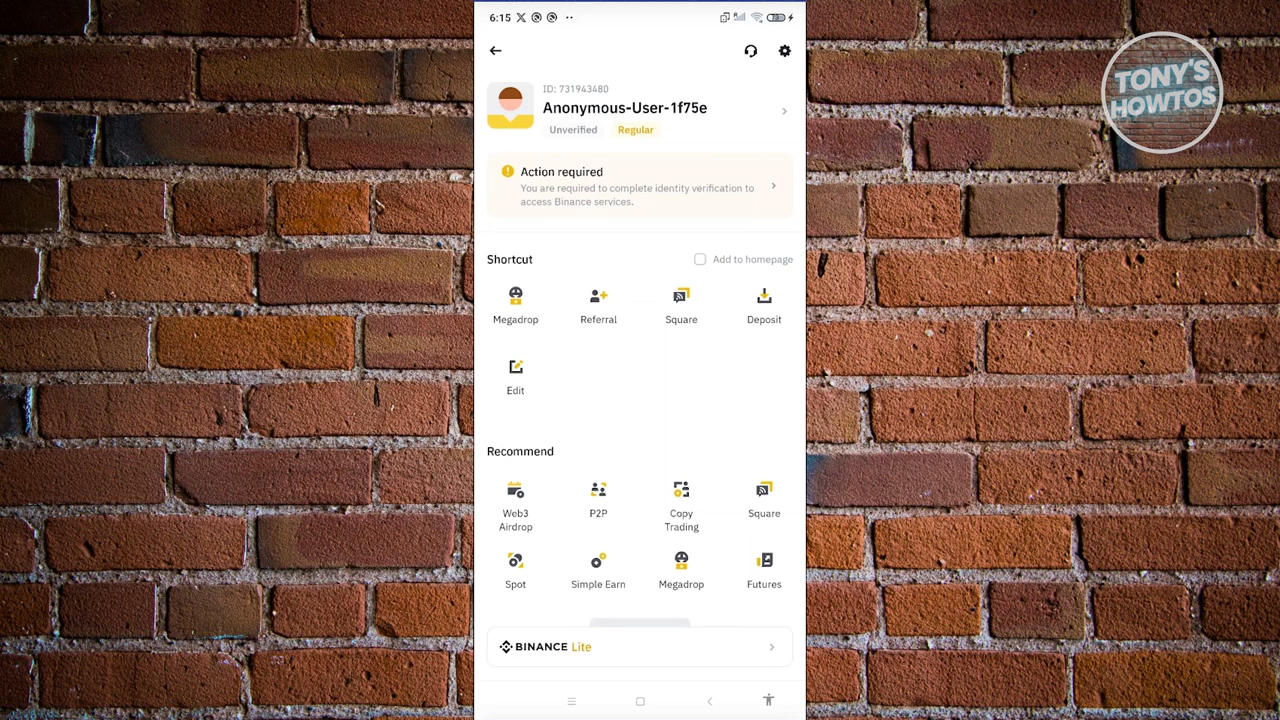 6:15
TONY'S
HOWTOS
ID: 731943480
Anonymous-User-1f75e
Unverified Regular
Action required
You are required to complete identity verification to
access Binance services.
Shortcut Add to homepage
Megadrop Referral Square Deposit
Edit
Recommend
Web3 Airdrop P2P Copy Trading Square
Spot Simple Earn Megadrop Futures
BINANCE Lite